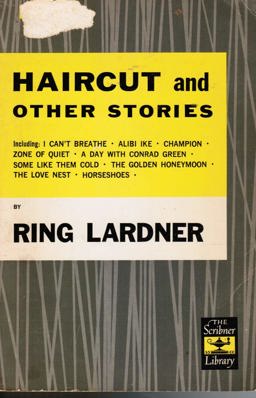 HAIRCUT and
OTHER STORIES
Including: I CAN'T BREATHE · ALIBI IKE · CHAMPION ·
ZONE OF QUIET · A DAY WITH CONRAD GREEN ·
SOME LIKE THEM COLD · THE GOLDEN HONEYMOON ·
THE LOVE NEST · HORSESHOES ·
BY
RING LARDNER
THE
Scribner
Library